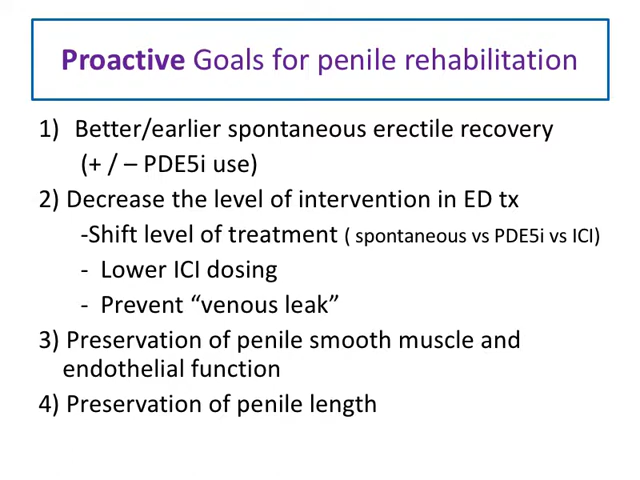 Proactive Goals for penile rehabilitation
1) Better/earlier spontaneous erectile recovery
(+ / – PDE5i use)
2) Decrease the level of intervention in ED tx
-Shift level of treatment ( spontaneous vs PDE5i vs ICI)
- Lower ICI dosing
- Prevent “venous leak”
3) Preservation of penile smooth muscle and
endothelial function
4) Preservation of penile length